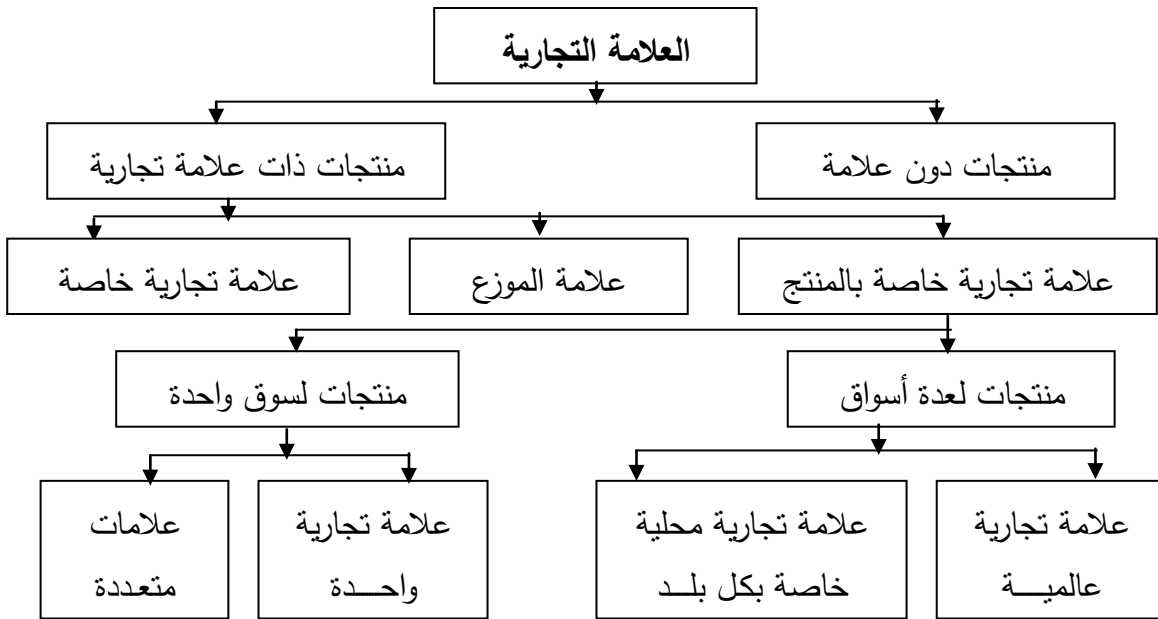 العلامة التجارية
منتجات دون علامة
منتجات ذات علامة تجارية
علامة تجارية خاصة بالمنتج
علامة الموزع
علامة تجارية خاصة
منتجات لعدة أسواق
منتجات لسوق واحدة
علامة تجارية
عالميـــة
علامة تجارية محلية
خاصة بكل بلــد
علامة تجارية
واحـــدة
علامات
متعددة